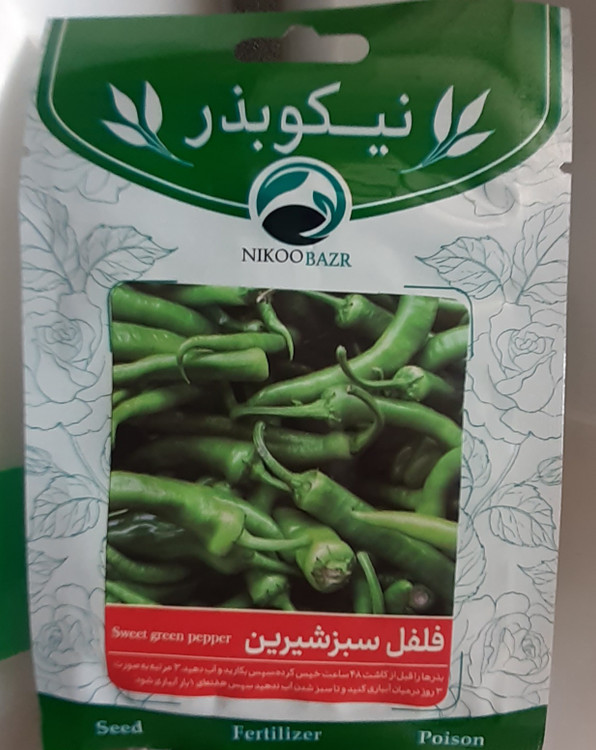 نیکوبذر
NIKOOBAZR
فلفل سبز شیرین Sweet green pepper
بذرها را قبل از کاشت ۴۸ ساعت خیس کرده سپس بکارید و آب دهید. ۳ مرتبه به صورت
۳ روز درمیان آبیاری کنید و تا سبز شدن آب ندهید سپس هفته‌ای ۱ بار آبیاری شود.
Seed Fertilizer Poison